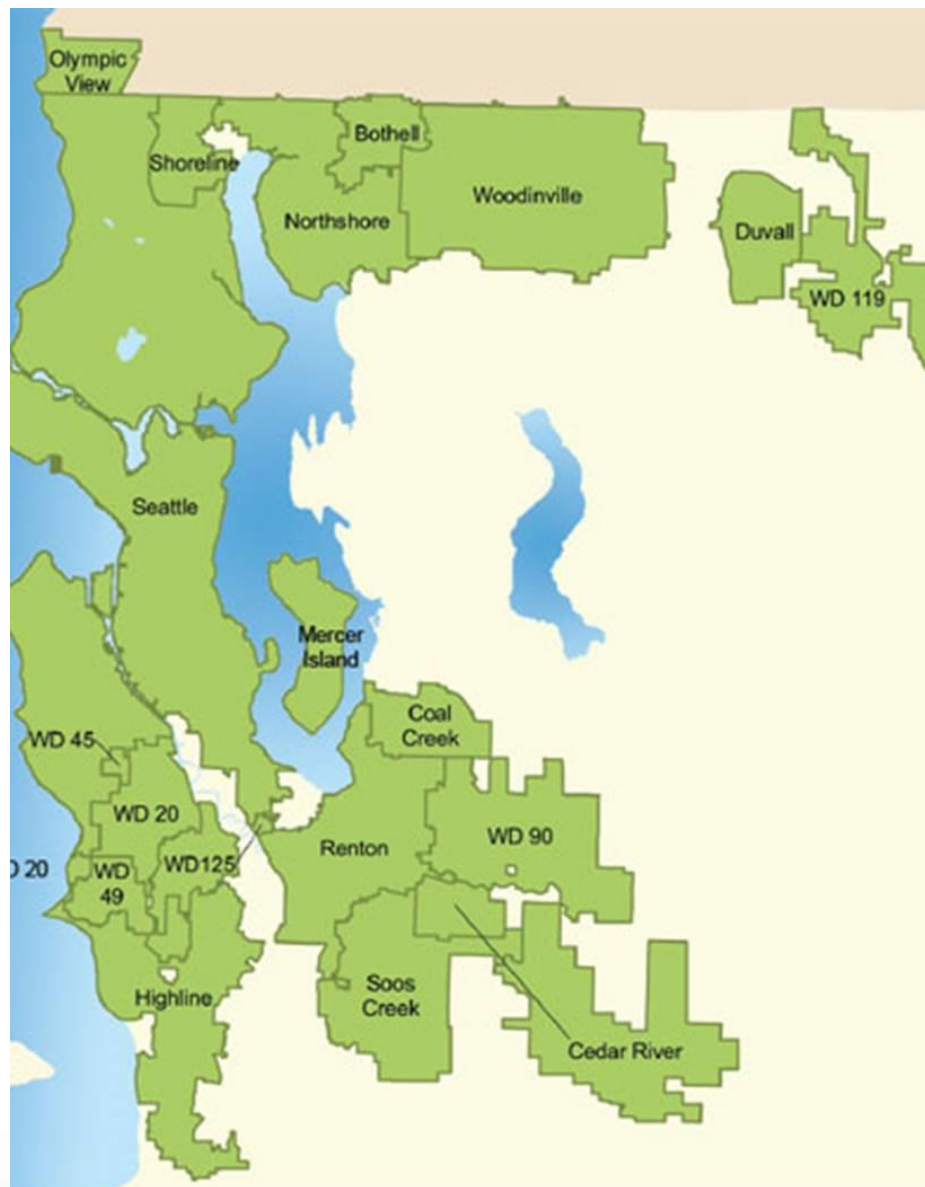 Olympic
View
Bothell
Shoreline
Woodinville
Northshore
Duvall
WD 119
Seattle
Mercer
Island
Coal
Creek
WD 45
WD 20
WD 90
Renton
WD125
D 20
WD
49
Soos
Creek
Highline
Cedar River